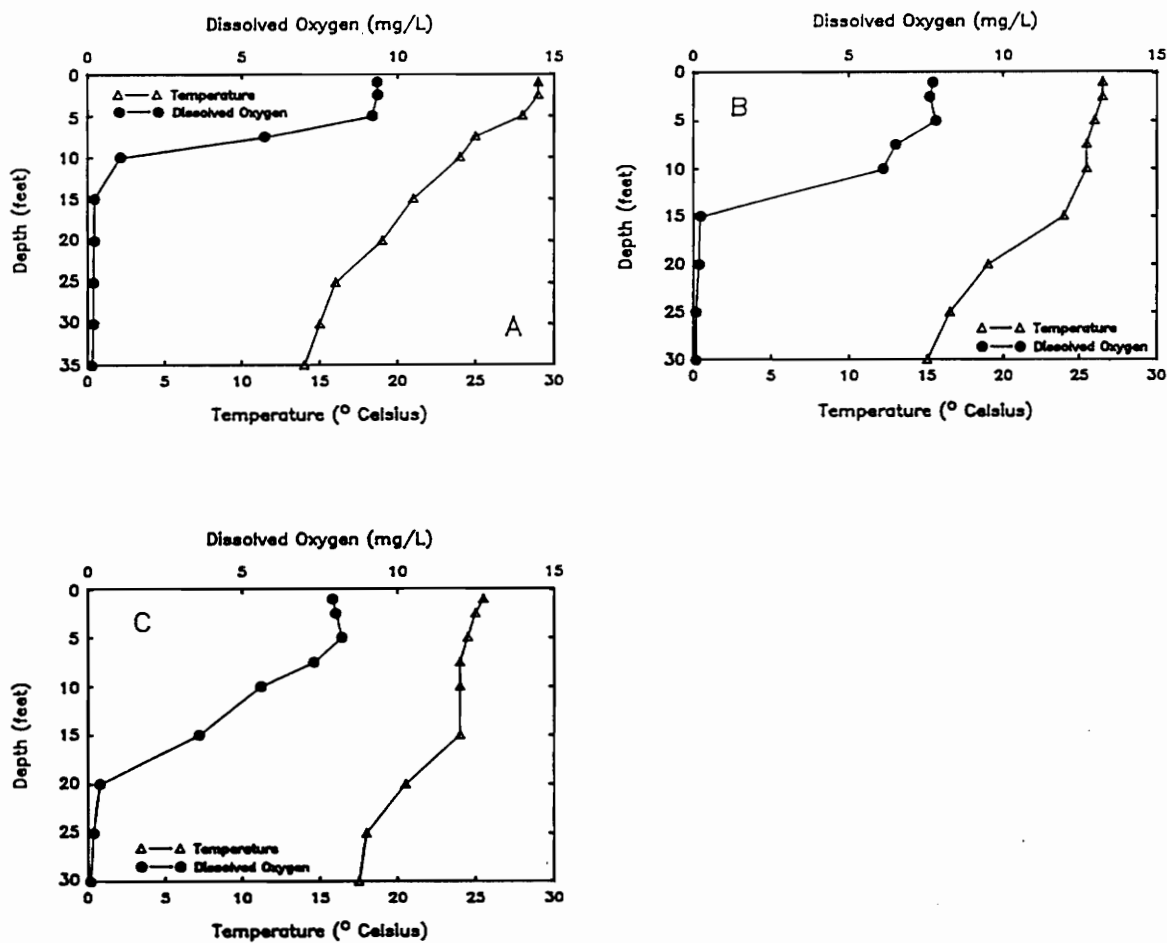 Dissolved Oxygen (mg/L)
0 5 10 15
0
5
10
15
20
25
30
35
Depth (feet)
Temperature
Dissolved Oxygen
A
0 5 10 15 20 25 30
Temperature (° Celsius)
Dissolved Oxygen (mg/L)
0 5 10 15
0
5
10
15
20
25
30
Depth (feet)
B
Temperature
Dissolved Oxygen
0 5 10 15 20 25 30
Temperature (° Celsius)
Dissolved Oxygen (mg/L)
0 5 10 15
0
5
10
15
20
25
30
Depth (feet)
C
Temperature
Dissolved Oxygen
0 5 10 15 20 25 30
Temperature (° Celsius)